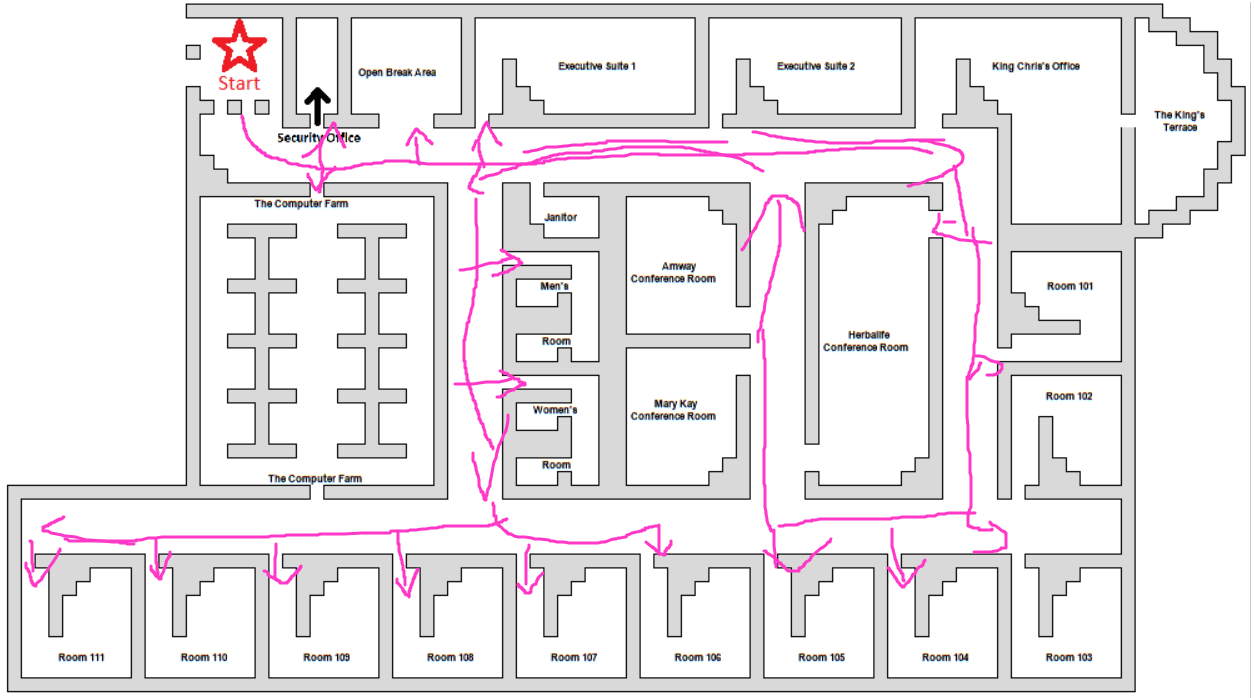 Start
Open Break Area
Executive Suite 1
Executive Suite 2
King Chris's Office
The King's
Terrace
Security Office
The Computer Farm
Janitor
Amway
Conference Room
Men's
Room
Room 101
Herbalife
Conference Room
Mary Kay
Conference Room
Room 102
Women's
Room
The Computer Farm
Room 111
Room 110
Room 109
Room 108
Room 107
Room 106
Room 105
Room 104
Room 103